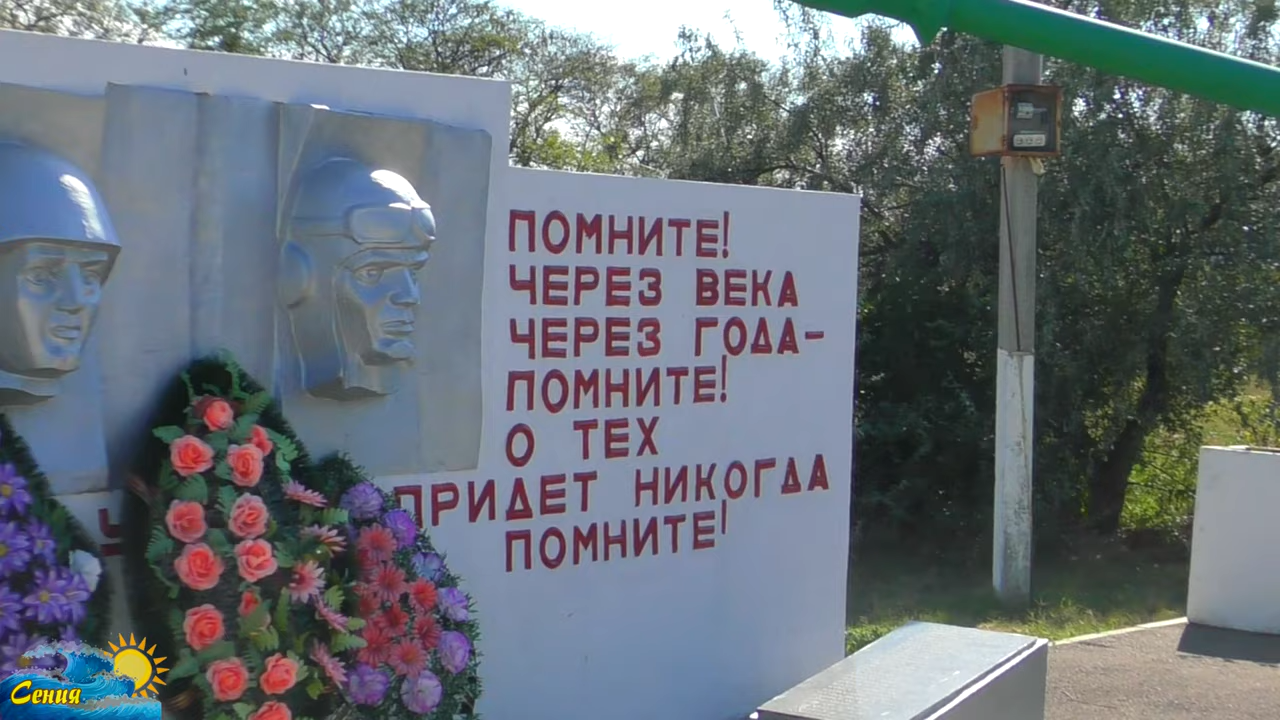 ПОМНИТЕ!
ЧЕРЕЗ ВЕКА
ЧЕРЕЗ ГОДА-
ПОМНИТЕ!
О ТЕХ
ПРИДЕТ НИКОГДА
ПОМНИТЕ!
Сения